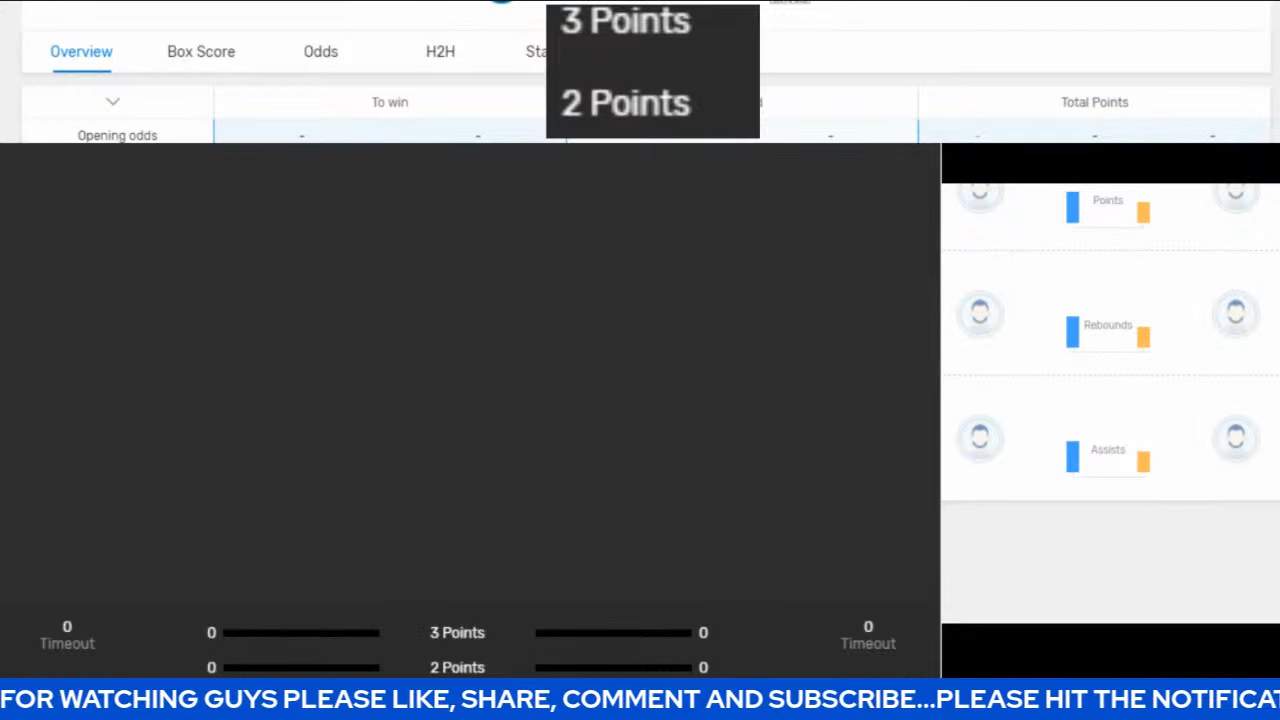 3 Points
Overview Box Score Odds H2H Sta
2 Points
To win d Total Points
Opening odds - - - - - -
Points
Rebounds
Assists
0 0 3 Points 0 0
Timeout Timeout
0 2 Points 0
FOR WATCHING GUYS PLEASE LIKE, SHARE, COMMENT AND SUBSCRIBE...PLEASE HIT THE NOTIFICA